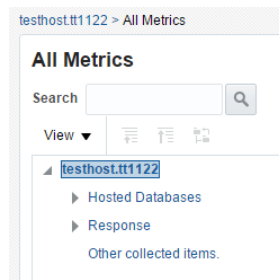 testhost.tt1122 > All Metrics
All Metrics
Search
View
testhost.tt1122
Hosted Databases
Response
Other collected items.